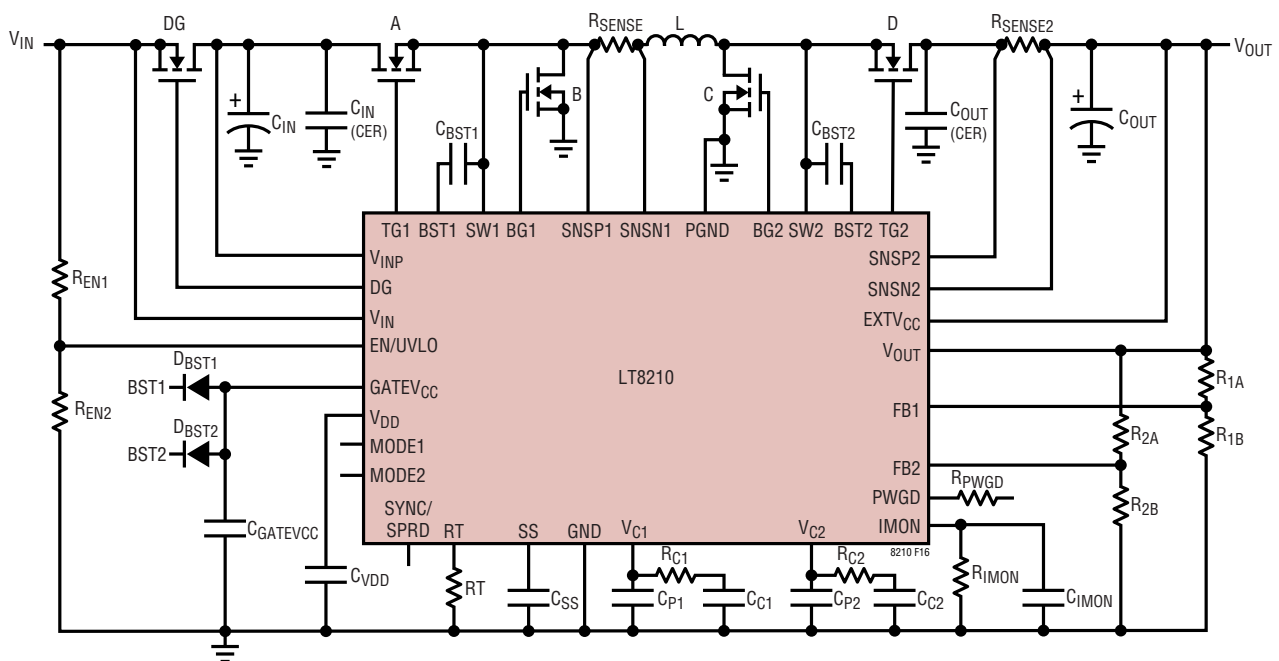 DG
A
RSENSE
L
D
RSENSE2
VIN
VOUT
+
CIN
CIN
(CER)
B
C
COUT
(CER)
+
COUT
CBST1
CBST2
TG1 BST1 SW1 BG1 SNSP1 SNSN1 PGND BG2 SW2 BST2 TG2
VINP
DG
VIN
EN/UVLO
GATEVCC
VDD
MODE1
MODE2
SYNC/
SPRD
RT
SS
GND
VC1
VC2
LT8210
SNSP2
SNSN2
EXTVCC
VOUT
FB1
FB2
PWGD
IMON
8210 F16
REN1
REN2
DBST1
BST1
DBST2
BST2
CGATEVCC
CVDD
RT
CSS
RC1
CP1
CC1
RC2
CP2
CC2
RIMON
CIMON
RPWGD
R1A
R1B
R2A
R2B